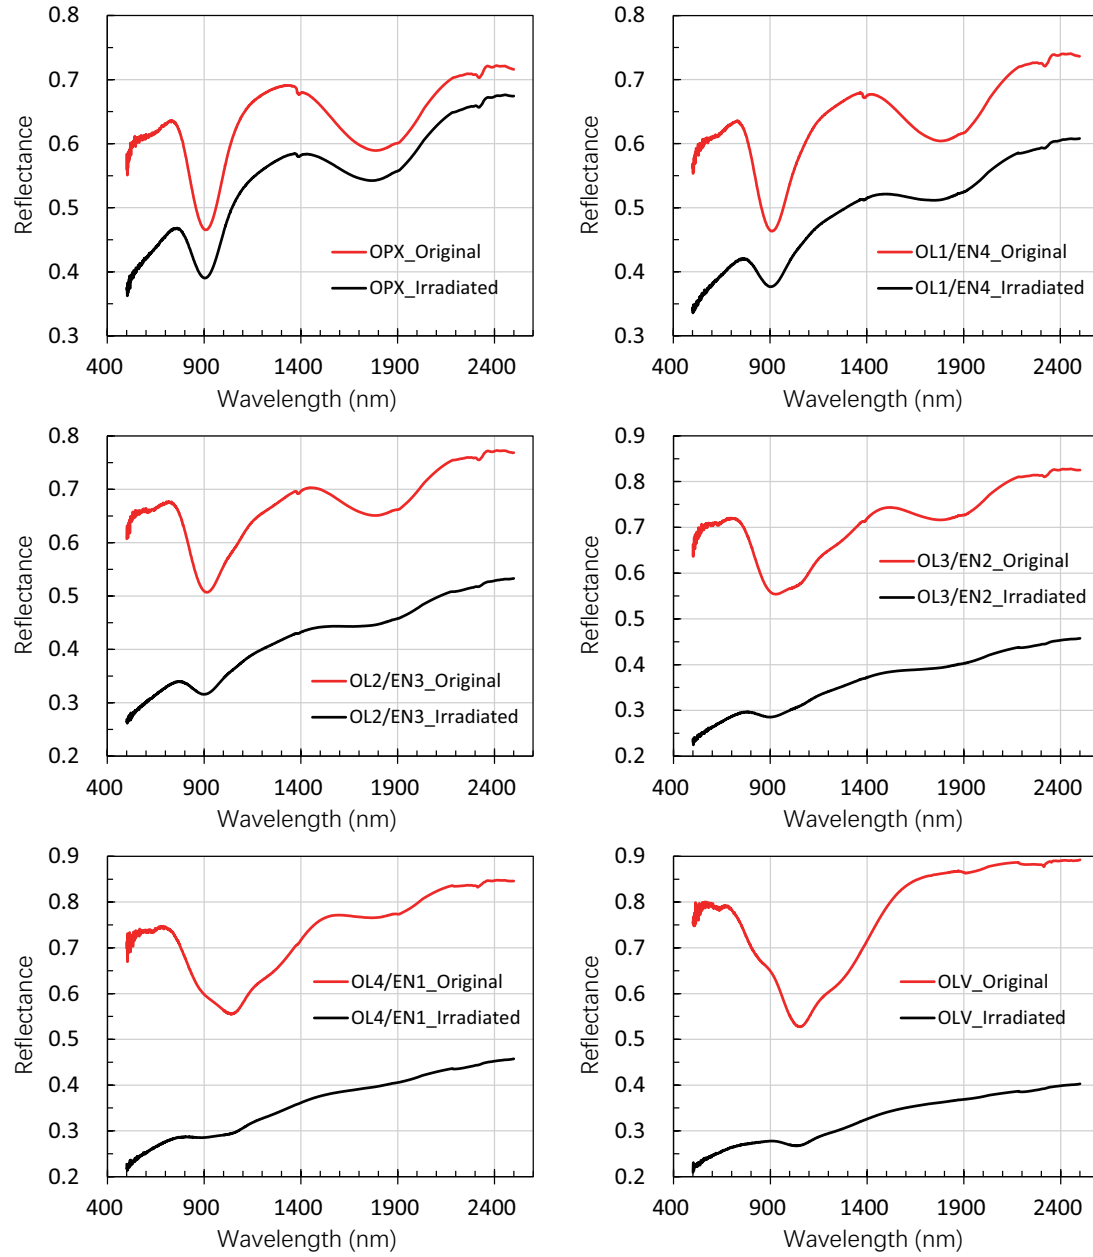 0.8
0.7
0.6
0.5
0.4
0.3
Reflectance
OPX_Original
OPX_Irradiated
400 900 1400 1900 2400
Wavelength (nm)
0.8
0.7
0.6
0.5
0.4
0.3
Reflectance
OL1/EN4_Original
OL1/EN4_Irradiated
400 900 1400 1900 2400
Wavelength (nm)
0.8
0.7
0.6
0.5
0.4
0.3
0.2
Reflectance
OL2/EN3_Original
OL2/EN3_Irradiated
400 900 1400 1900 2400
Wavelength (nm)
0.9
0.8
0.7
0.6
0.5
0.4
0.3
0.2
Reflectance
OL3/EN2_Original
OL3/EN2_Irradiated
400 900 1400 1900 2400
Wavelength (nm)
0.9
0.8
0.7
0.6
0.5
0.4
0.3
0.2
Reflectance
OL4/EN1_Original
OL4/EN1_Irradiated
400 900 1400 1900 2400
Wavelength (nm)
0.9
0.8
0.7
0.6
0.5
0.4
0.3
0.2
Reflectance
OLV_Original
OLV_Irradiated
400 900 1400 1900 2400
Wavelength (nm)